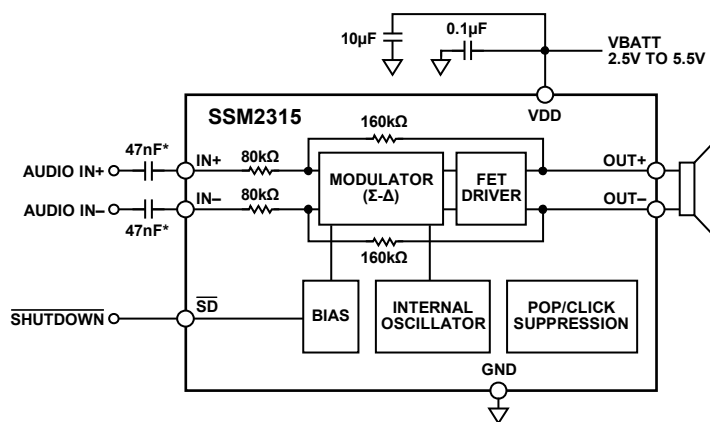 10µF
0.1µF
VBATT
2.5V TO 5.5V
SSM2315
VDD
160kΩ
47nF*
AUDIO IN+
IN+
80kΩ
MODULATOR
(Σ-Δ)
FET
DRIVER
OUT+
AUDIO IN–
IN–
80kΩ
OUT–
47nF*
160kΩ
SHUTDOWN
SD
BIAS
INTERNAL
OSCILLATOR
POP/CLICK
SUPPRESSION
GND